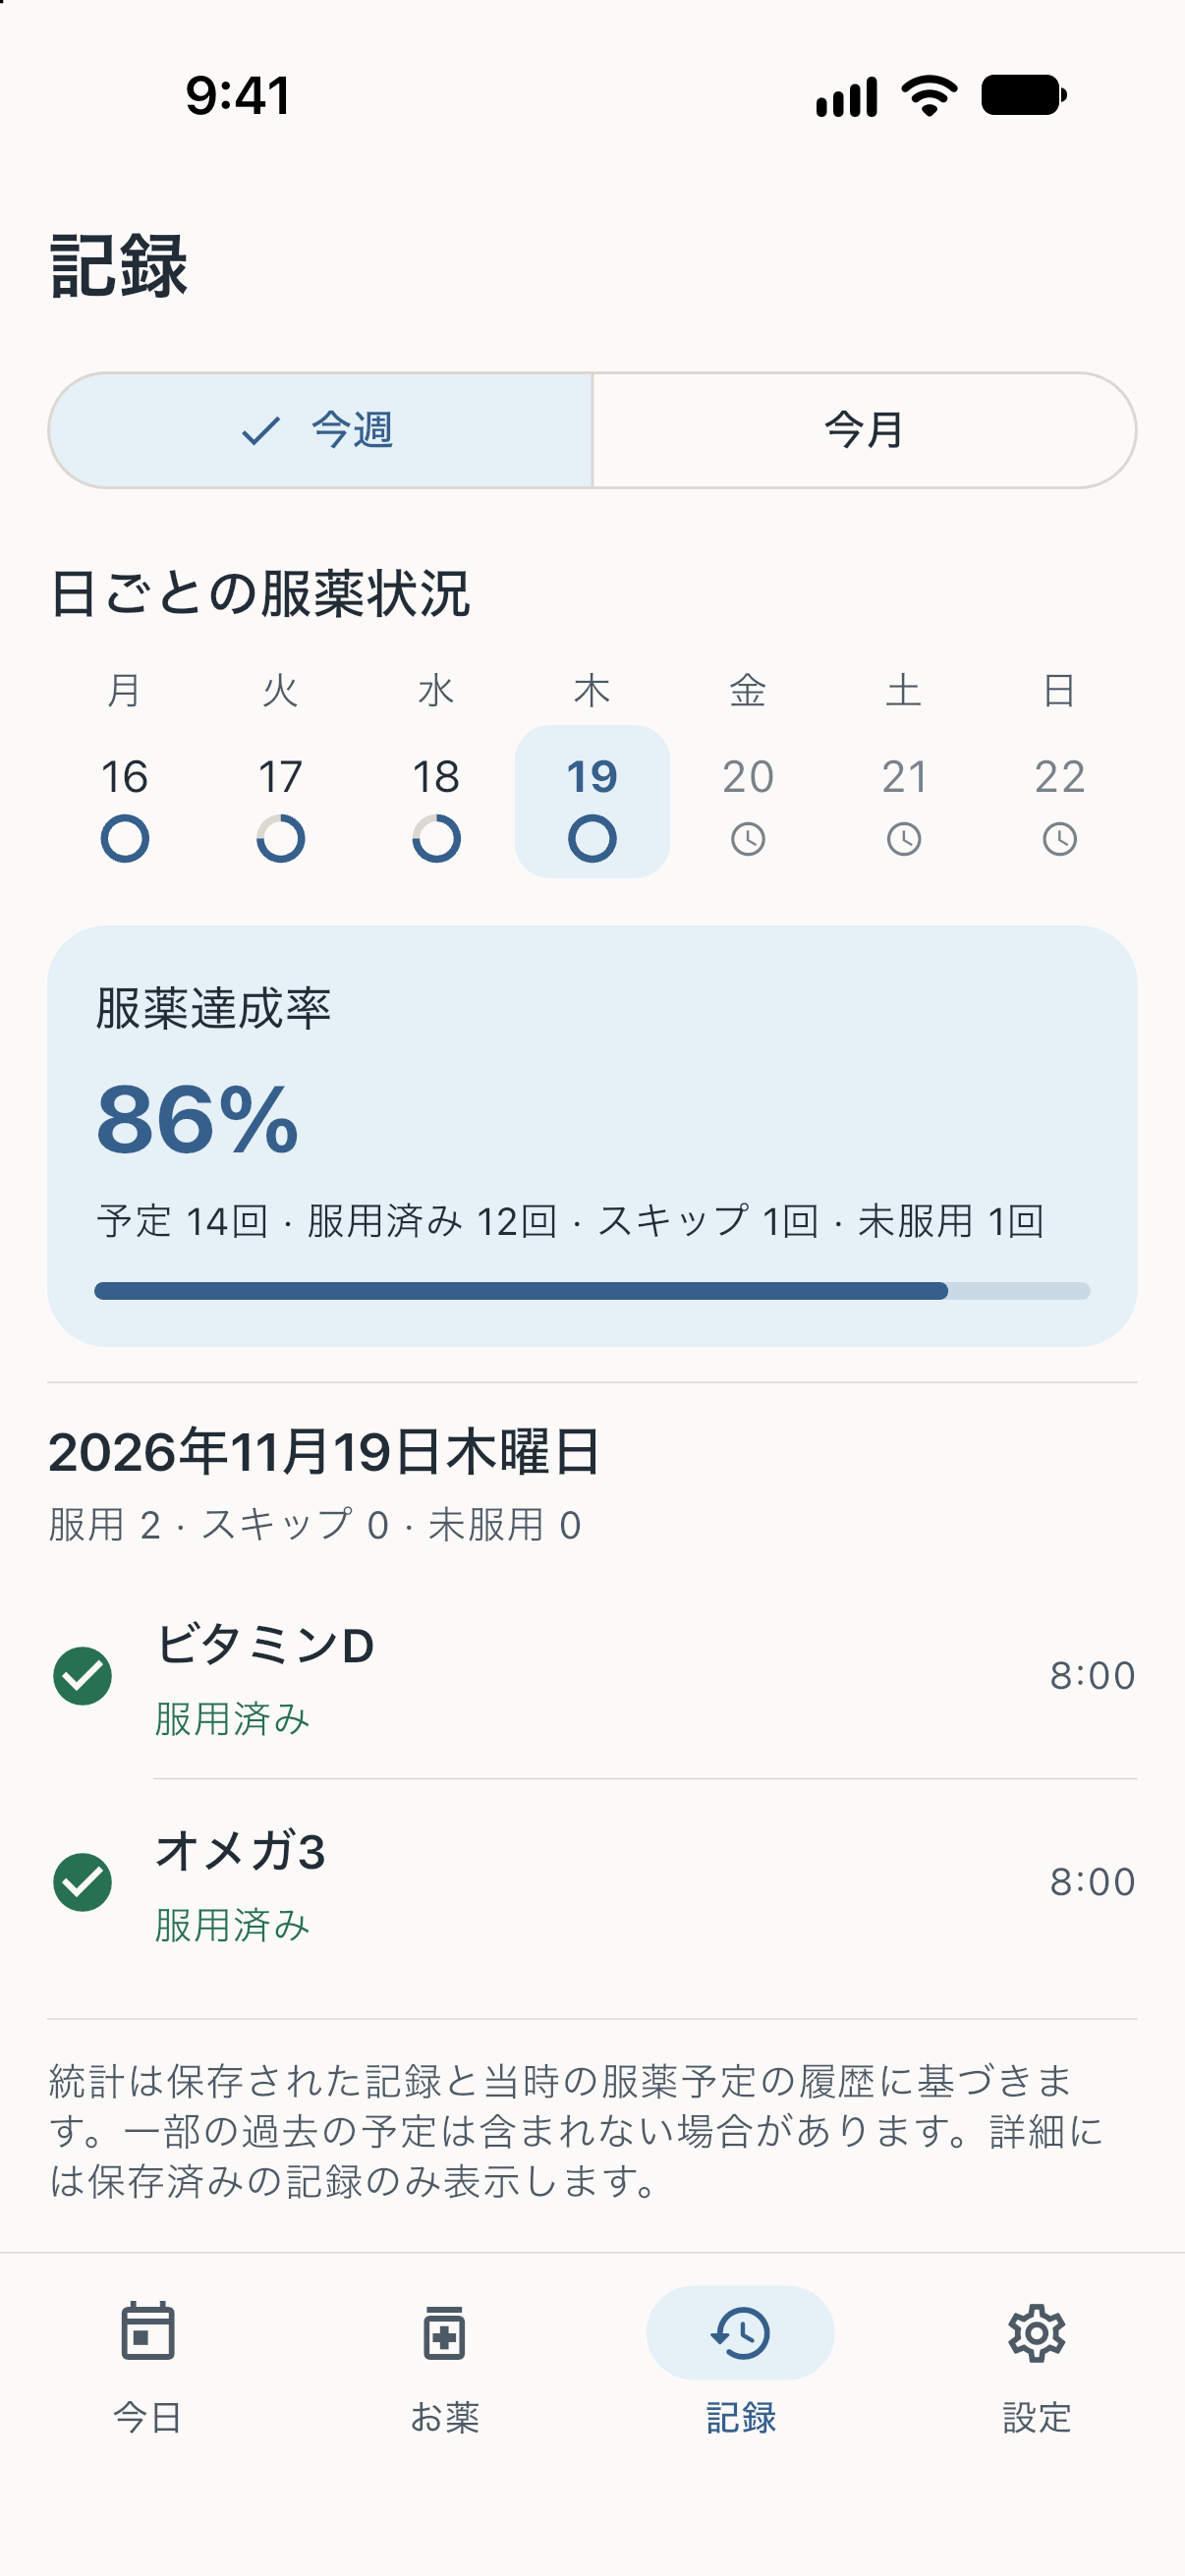 9:41
記録
今週
今月
日ごとの服薬状況
月 火 水 木 金 土 日
16 17 18 19 20 21 22
服薬達成率
86%
予定 14回 · 服用済み 12回 · スキップ 1回 · 未服用 1回
2026年11月19日木曜日
服用 2 · スキップ 0 · 未服用 0
ビタミンD
服用済み
8:00
オメガ3
服用済み
8:00
統計は保存された記録と当時の服薬予定の履歴に基づきま
す。一部の過去の予定は含まれない場合があります。詳細に
は保存済みの記録のみ表示します。
今日 お薬 記録 設定